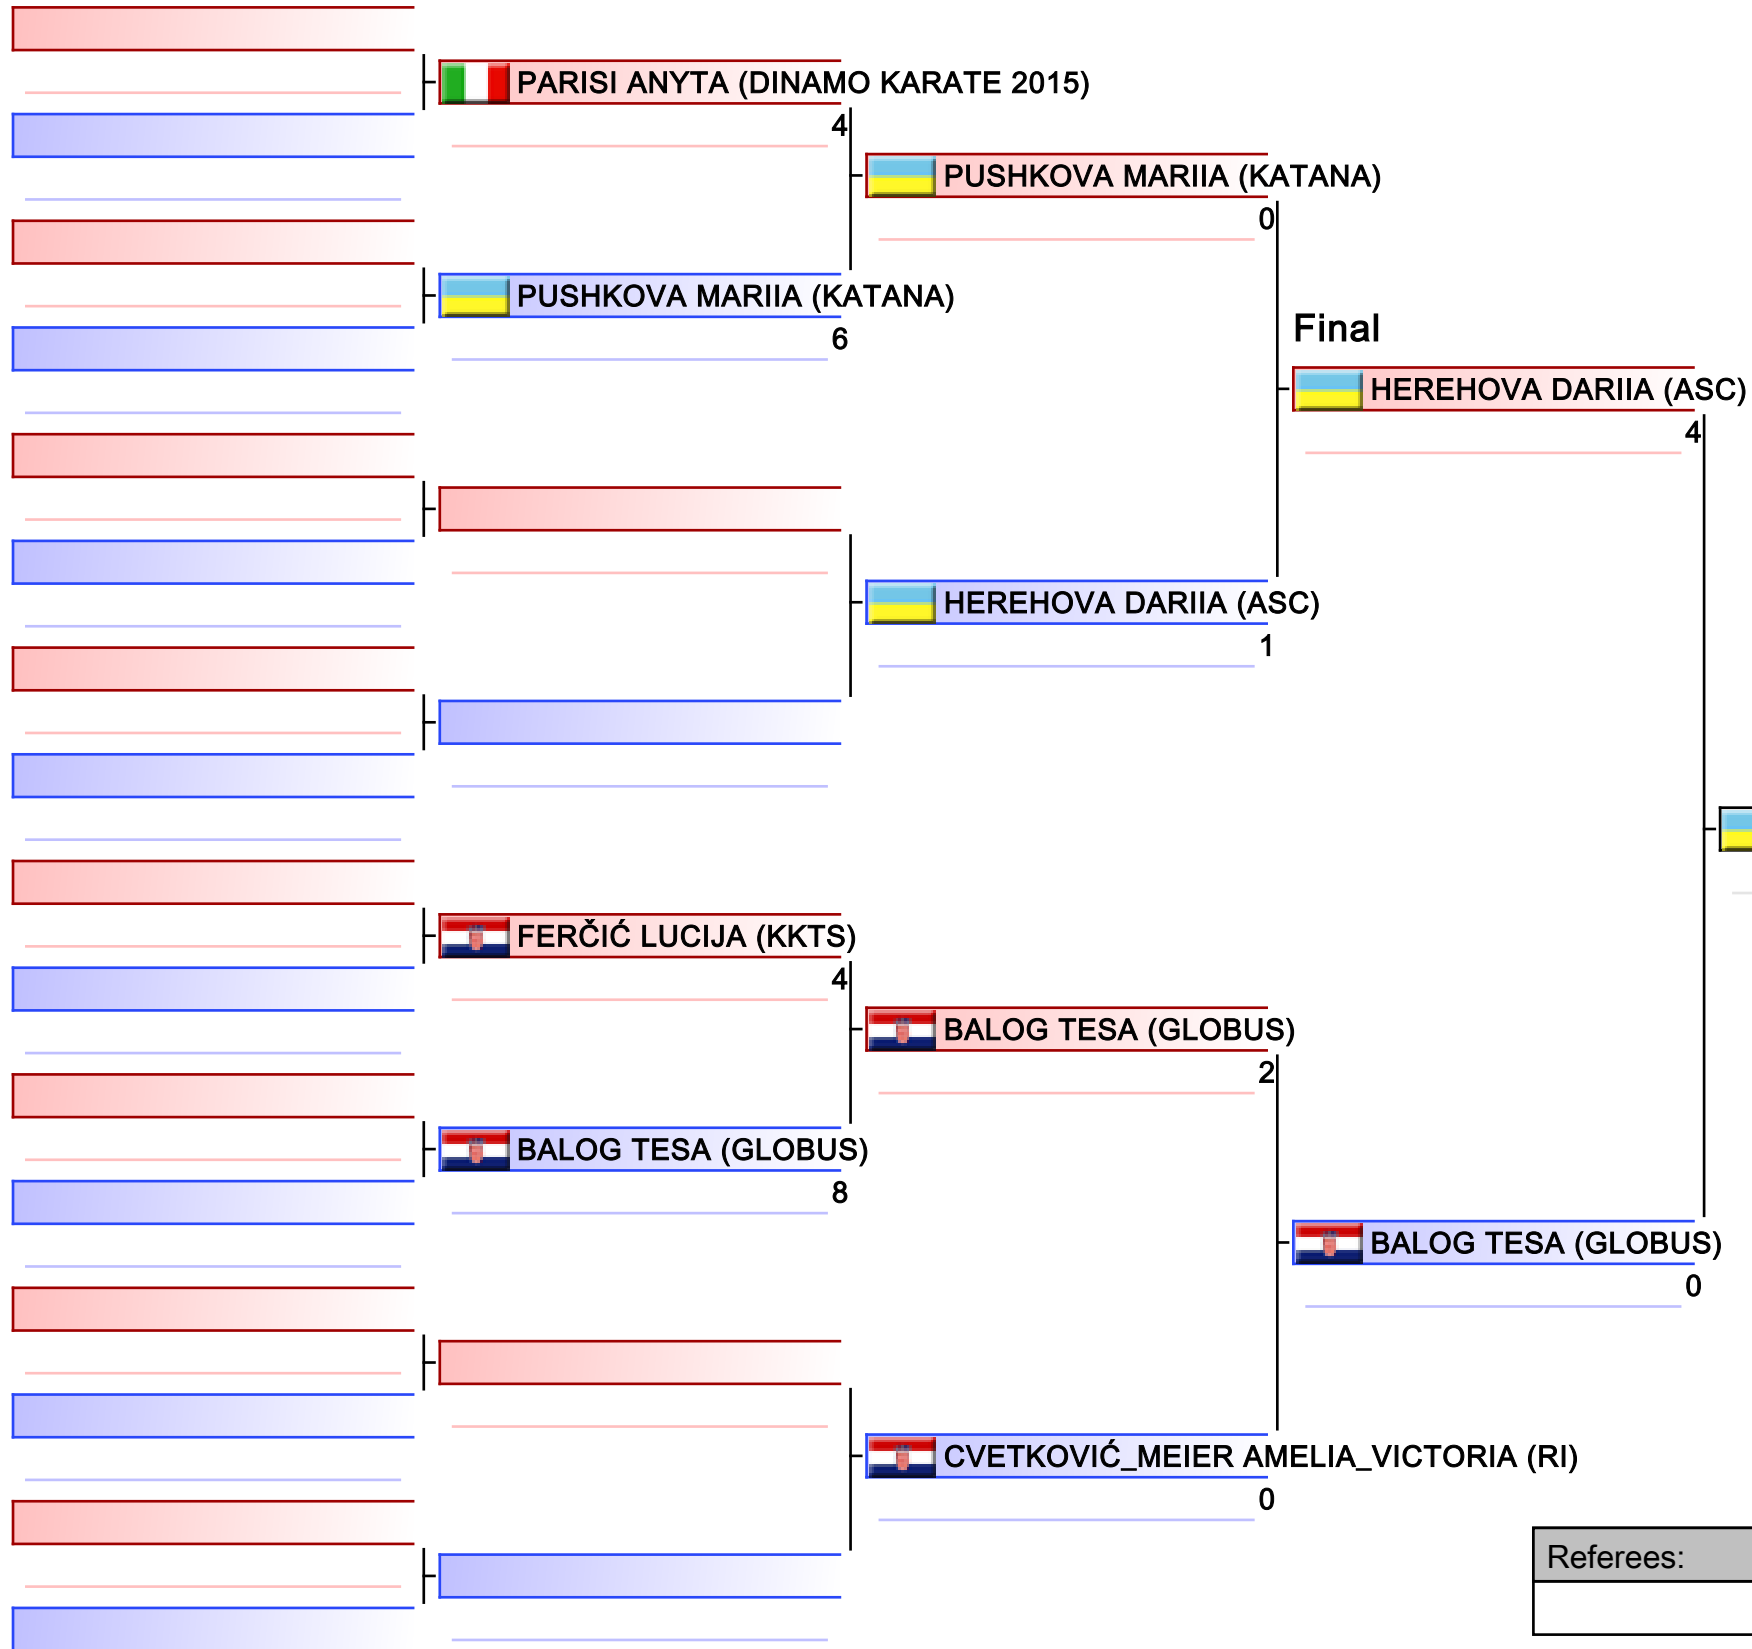 PARISI ANYTA (DINAMO KARATE 2015)
4
PUSHKOVA MARIIA (KATANA)
0
PUSHKOVA MARIIA (KATANA)
6
Final
HEREHOVA DARIIA (ASC)
4
HEREHOVA DARIIA (ASC)
1
FERČIĆ LUCIJA (KKTS)
4
BALOG TESA (GLOBUS)
2
BALOG TESA (GLOBUS)
8
BALOG TESA (GLOBUS)
0
CVETKOVIĆ_MEIER AMELIA_VICTORIA (RI)
0
Referees: